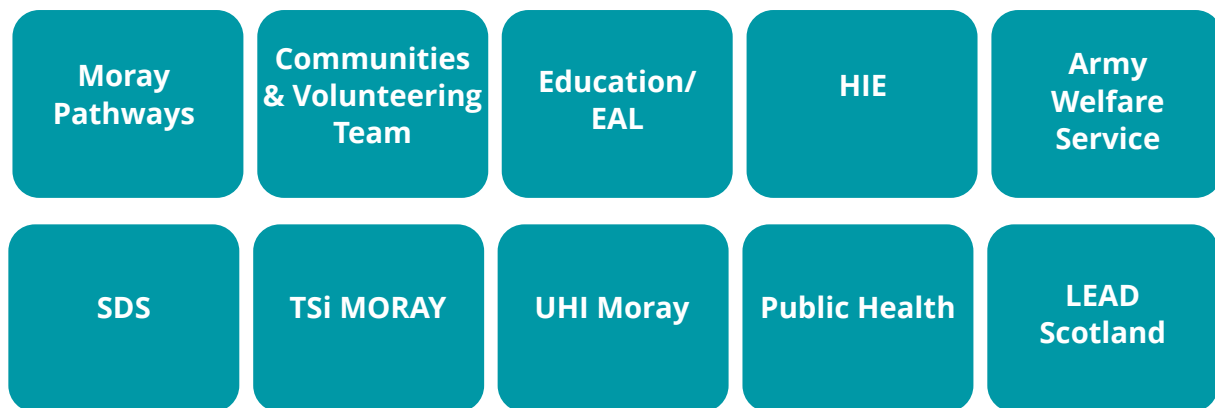 Moray
Pathways
Communities
& Volunteering
Team
Education/
EAL
HIE
Army
Welfare
Service
SDS
TSi MORAY
UHI Moray
Public Health
LEAD
Scotland